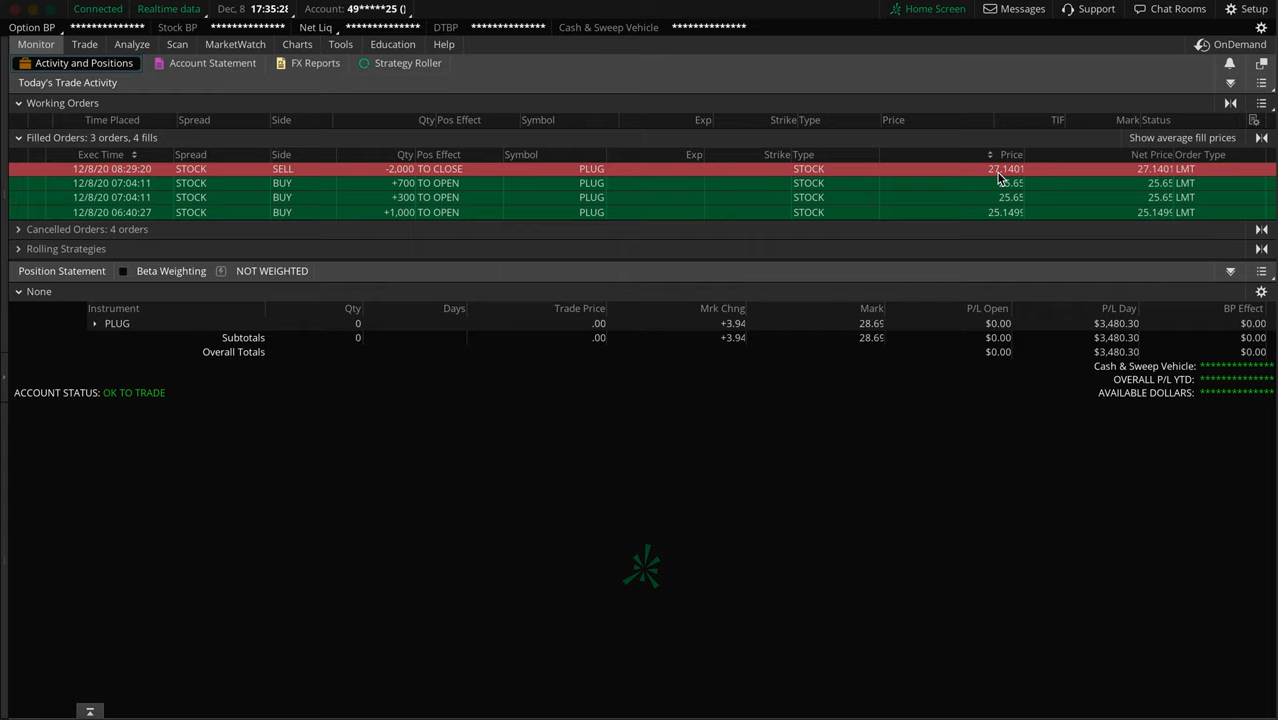 Connected Realtime data Dec, 8 17:35:28 Account: 49*****25 () Home Screen Messages Support Chat Rooms Setup
Option BP ************** Stock BP ************** Net Liq ************** DTBP ************** Cash & Sweep Vehicle **************
Monitor Trade Analyze Scan MarketWatch Charts Tools Education Help OnDemand
Activity and Positions Account Statement FX Reports Strategy Roller
Today's Trade Activity
Working Orders
Time Placed Spread Side Qty Pos Effect Symbol Exp Strike Type Price TIF Mark Status
Filled Orders: 3 orders, 4 fills Show average fill prices
Exec Time Spread Side Qty Pos Effect Symbol Exp Strike Type Price Net Price Order Type
12/8/20 08:29:20 STOCK SELL -2,000 TO CLOSE PLUG STOCK 27.1401 27.1401 LMT
12/8/20 07:04:11 STOCK BUY +700 TO OPEN PLUG STOCK 25.65 25.65 LMT
12/8/20 07:04:11 STOCK BUY +300 TO OPEN PLUG STOCK 25.65 25.65 LMT
12/8/20 06:40:27 STOCK BUY +1,000 TO OPEN PLUG STOCK 25.1499 25.1499 LMT
Cancelled Orders: 4 orders
Rolling Strategies
Position Statement Beta Weighting NOT WEIGHTED
None
Instrument Qty Days Trade Price Mrk Chng Mark P/L Open P/L Day BP Effect
PLUG 0 .00 +3.94 28.69 $0.00 $3,480.30 $0.00
Subtotals 0 .00 +3.94 28.69 $0.00 $3,480.30 $0.00
Overall Totals $0.00 $3,480.30 $0.00
Cash & Sweep Vehicle: **************
OVERALL P/L YTD: **************
ACCOUNT STATUS: OK TO TRADE AVAILABLE DOLLARS: **************